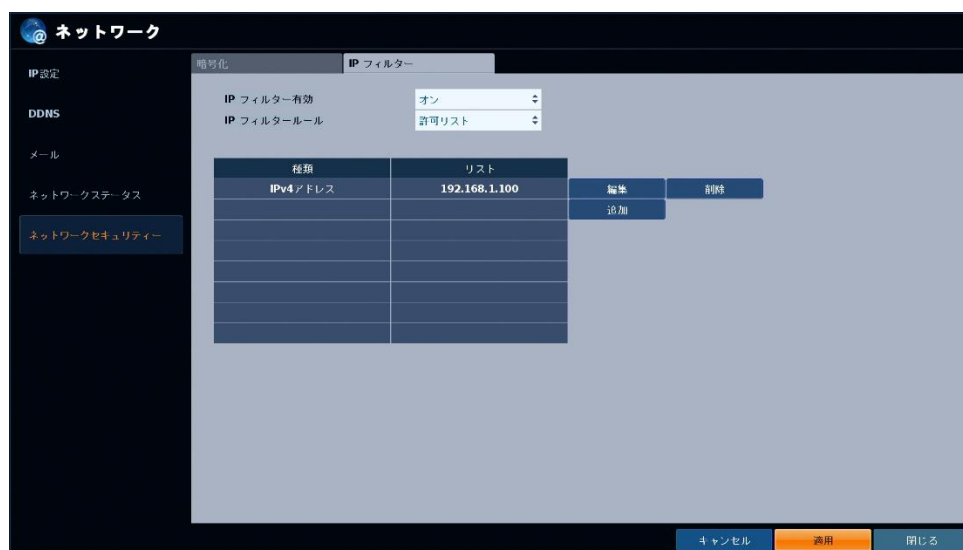 ネットワーク
IP設定
DDNS
メール
ネットワークステータス
ネットワークセキュリティー
暗号化 IP フィルター
IP フィルター有効 オン
IP フィルタールール 許可リスト
種類 リスト
IPv4アドレス 192.168.1.100 編集 削除
追加
キャンセル 適用 閉じる